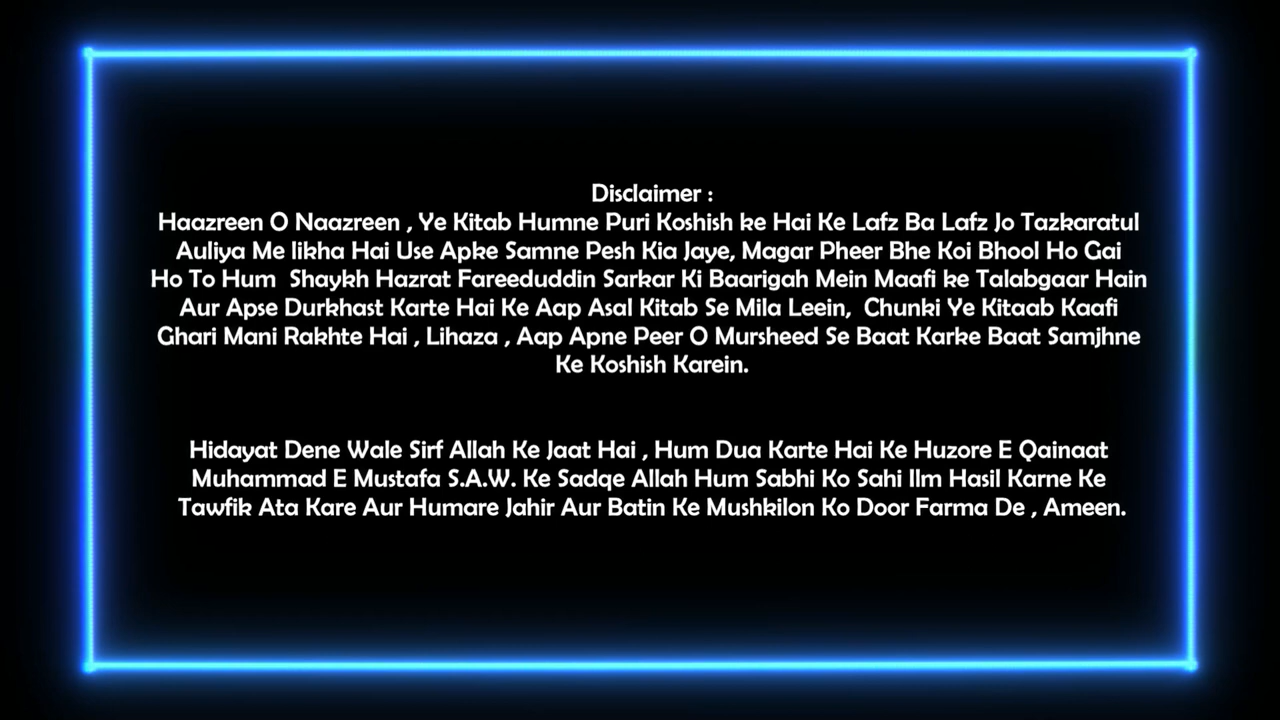 Disclaimer :
Haazreen O Naazreen , Ye Kitab Humne Puri Koshish ke Hai Ke Lafz Ba Lafz Jo Tazkaratul
Auliya Me likha Hai Use Apke Samne Pesh Kia Jaye, Magar Pheer Bhe Koi Bhool Ho Gai
Ho To Hum Shaykh Hazrat Fareeduddin Sarkar Ki Baarigah Mein Maafi ke Talabgaar Hain
Aur Apse Durkhast Karte Hai Ke Aap Asal Kitab Se Mila Leein, Chunki Ye Kitaab Kaafi
Ghari Mani Rakhte Hai , Lihaza , Aap Apne Peer O Mursheed Se Baat Karke Baat Samjhne
Ke Koshish Karein.
Hidayat Dene Wale Sirf Allah Ke Jaat Hai , Hum Dua Karte Hai Ke Huzore E Qainaat
Muhammad E Mustafa S.A.W. Ke Sadqe Allah Hum Sabhi Ko Sahi Ilm Hasil Karne Ke
Tawfik Ata Kare Aur Humare Jahir Aur Batin Ke Mushkilon Ko Door Farma De , Ameen.